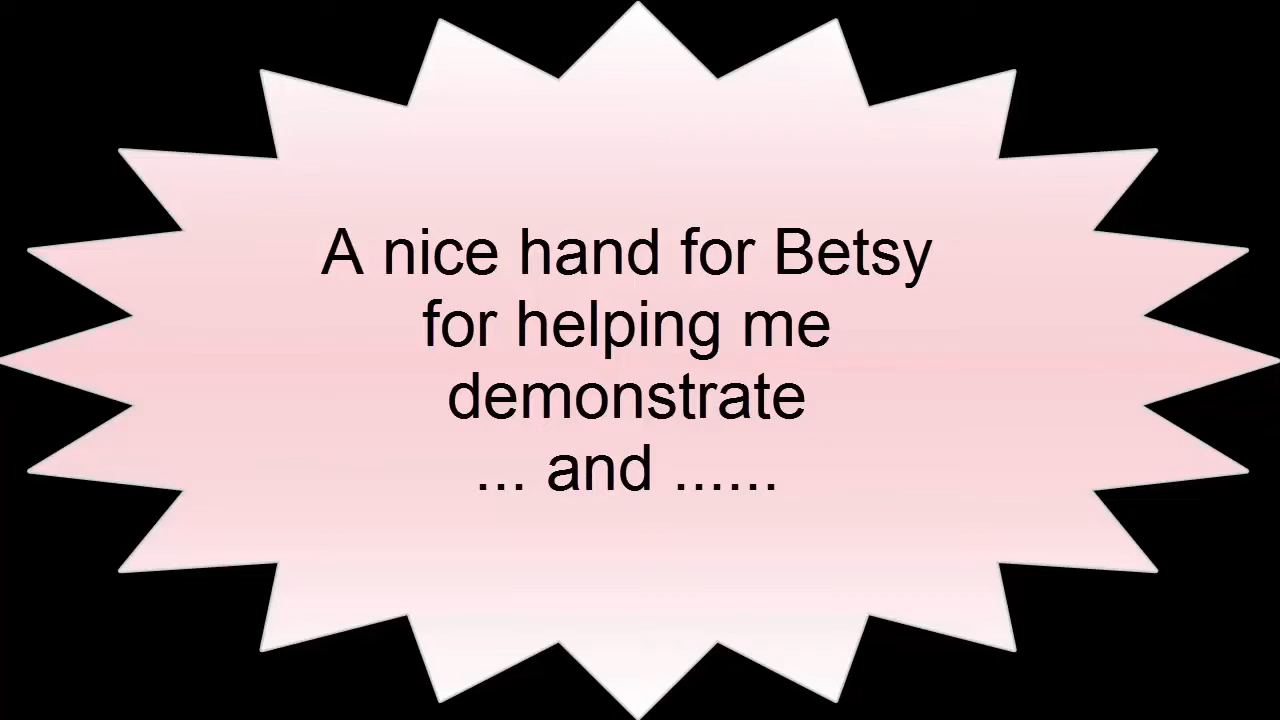 A nice hand for Betsy
for helping me
demonstrate
... and ......